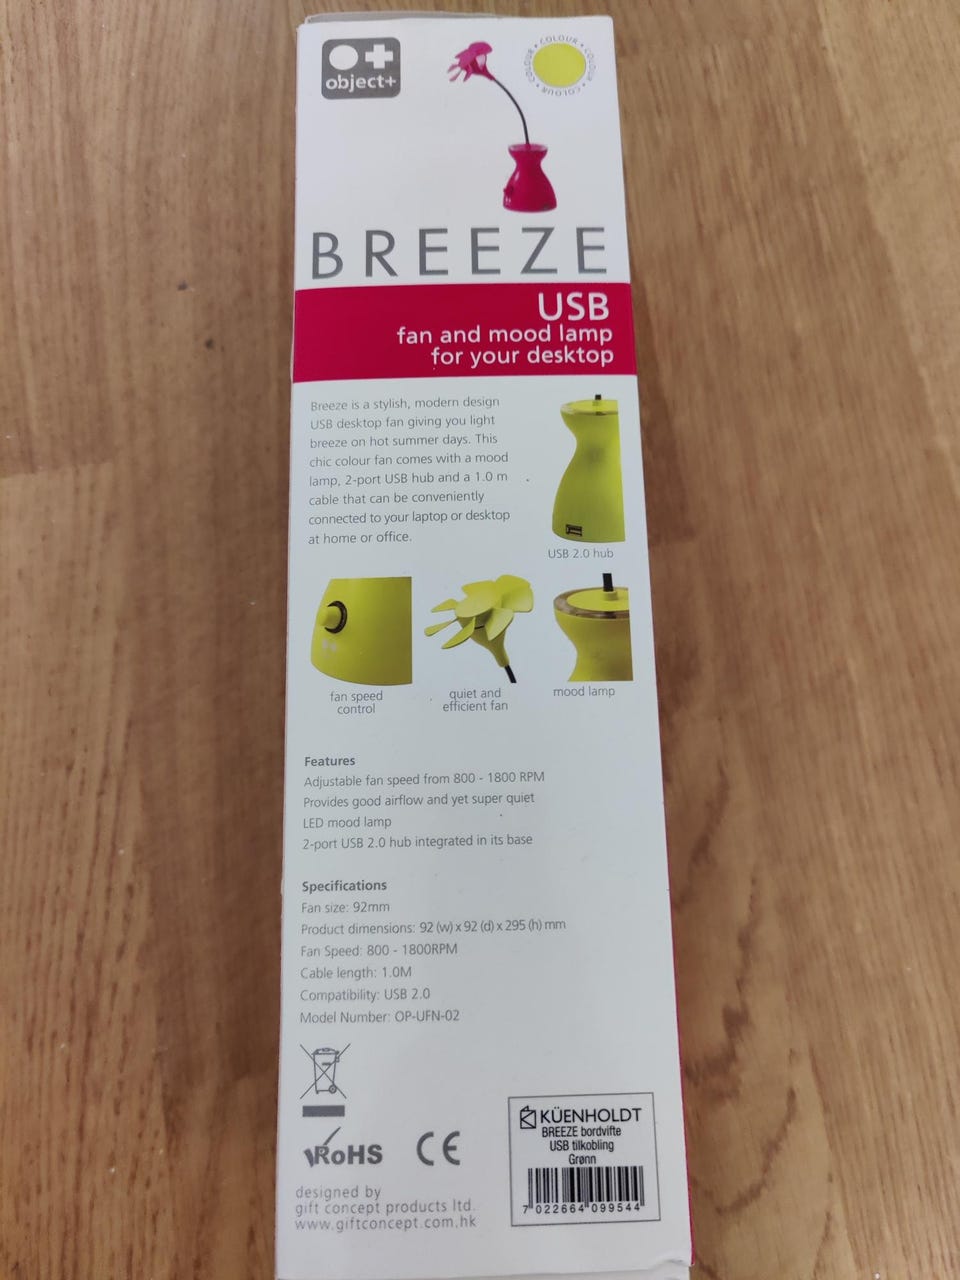 object+
COLOUR • COLOUR • COLOUR • COLOUR •
BREEZE
USB
fan and mood lamp
for your desktop
Breeze is a stylish, modern design
USB desktop fan giving you light
breeze on hot summer days. This
chic colour fan comes with a mood
lamp, 2-port USB hub and a 1.0 m
cable that can be conveniently
connected to your laptop or desktop
at home or office.
USB 2.0 hub
fan speed
control
quiet and
efficient fan
mood lamp
Features
Adjustable fan speed from 800 - 1800 RPM
Provides good airflow and yet super quiet
LED mood lamp
2-port USB 2.0 hub integrated in its base
Specifications
Fan size: 92mm
Product dimensions: 92 (w) x 92 (d) x 295 (h) mm
Fan Speed: 800 - 1800RPM
Cable length: 1.0M
Compatibility: USB 2.0
Model Number: OP-UFN-02
RoHS CE
designed by
gift concept products ltd.
www.giftconcept.com.hk
KÜENHOLDT
BREEZE bordvifte
USB tilkobling
Grønn
7 022664 099544